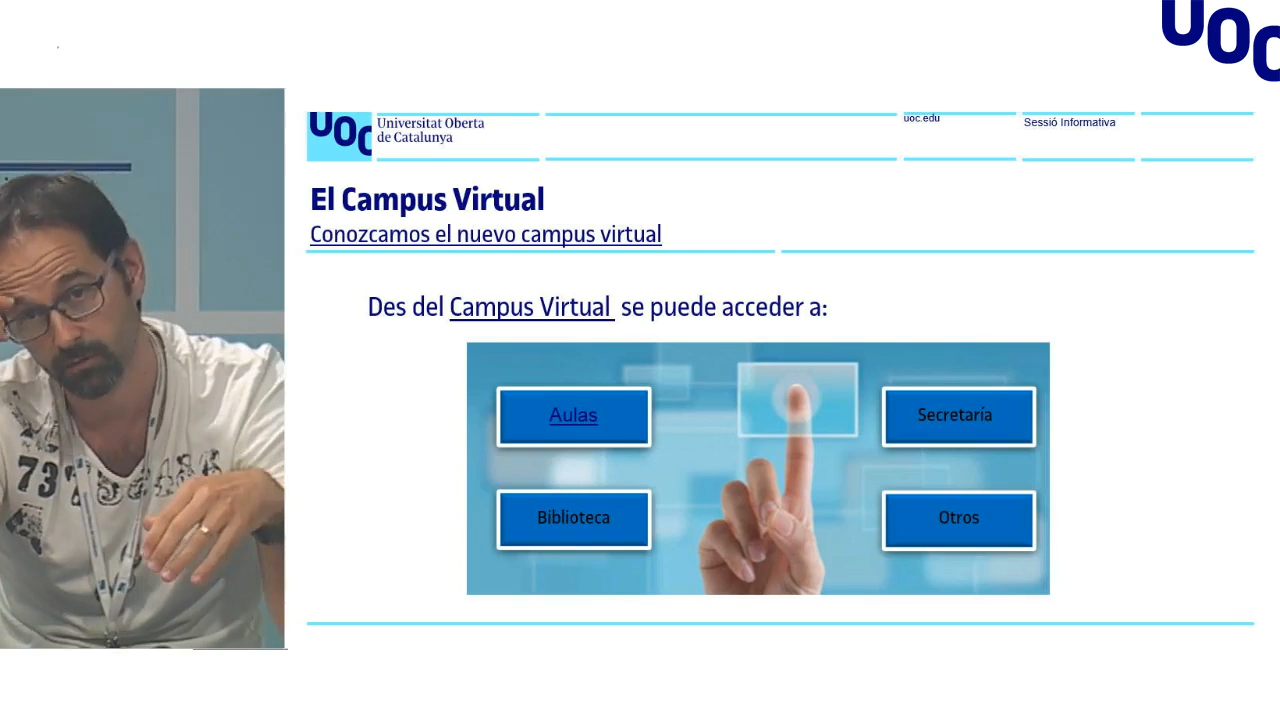 UOC
UOC
Universitat Oberta
de Catalunya
uoc.edu
Sessió Informativa
El Campus Virtual
Conozcamos el nuevo campus virtual
Des del Campus Virtual se puede acceder a:
Aulas
Secretaría
Biblioteca
Otros
73